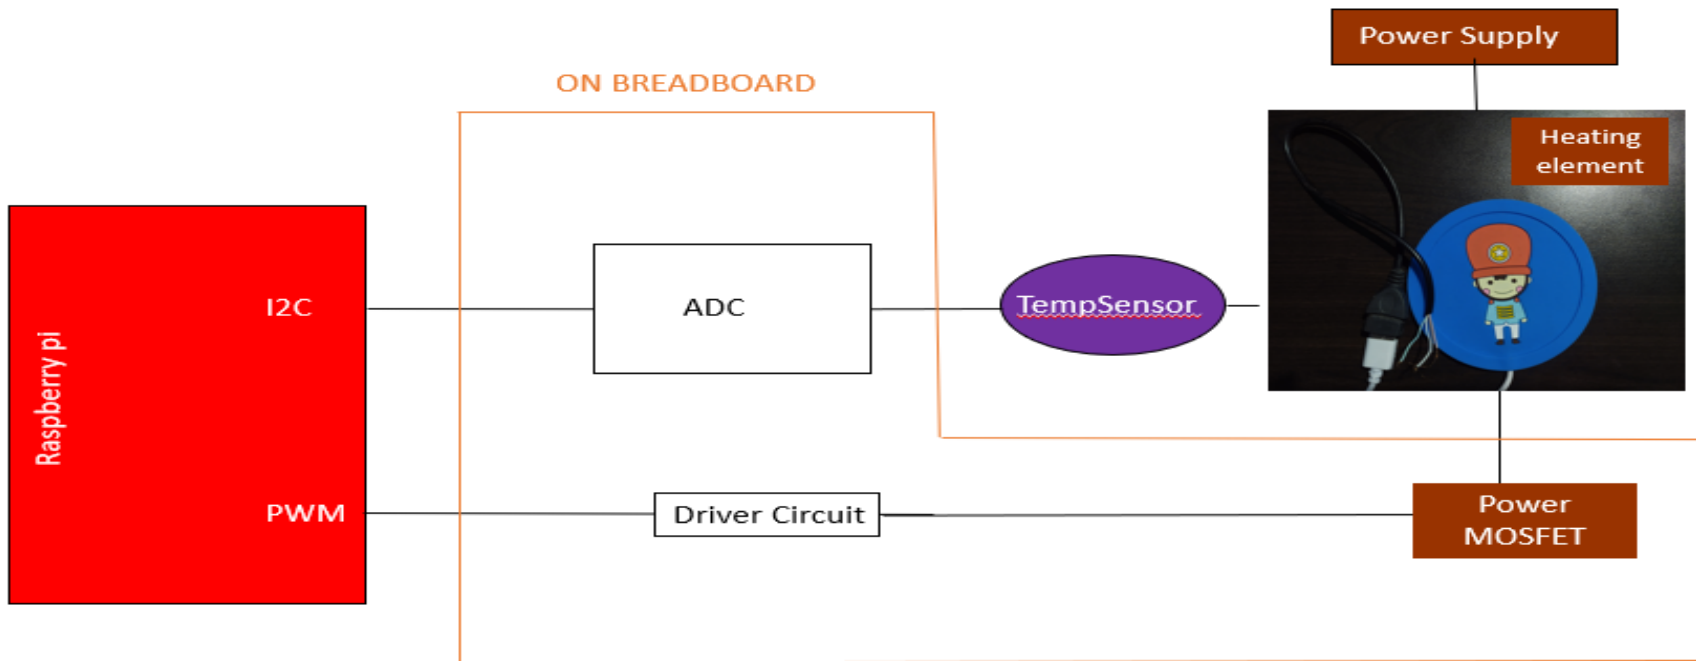 Power Supply
ON BREADBOARD
Heating
element
I2C
ADC
TempSensor
Raspberry pi
PWM
Driver Circuit
Power
MOSFET